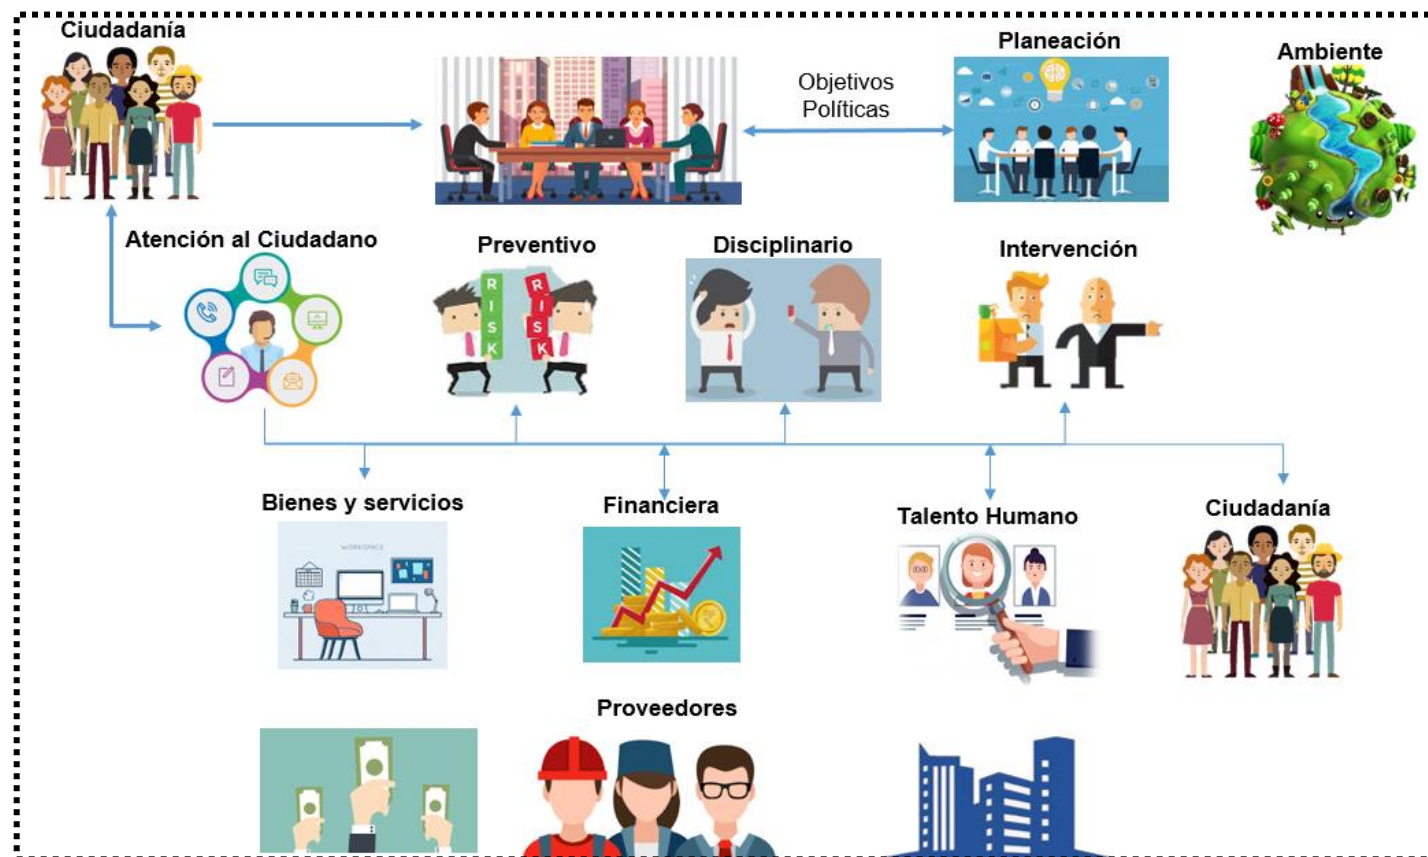 Ciudadanía
Planeación
Ambiente
Objetivos
Políticas
Atención al Ciudadano
Preventivo
Disciplinario
Intervención
RISK
RISK
Bienes y servicios
Financiera
Talento Humano
Ciudadanía
WORKSPACE
Proveedores